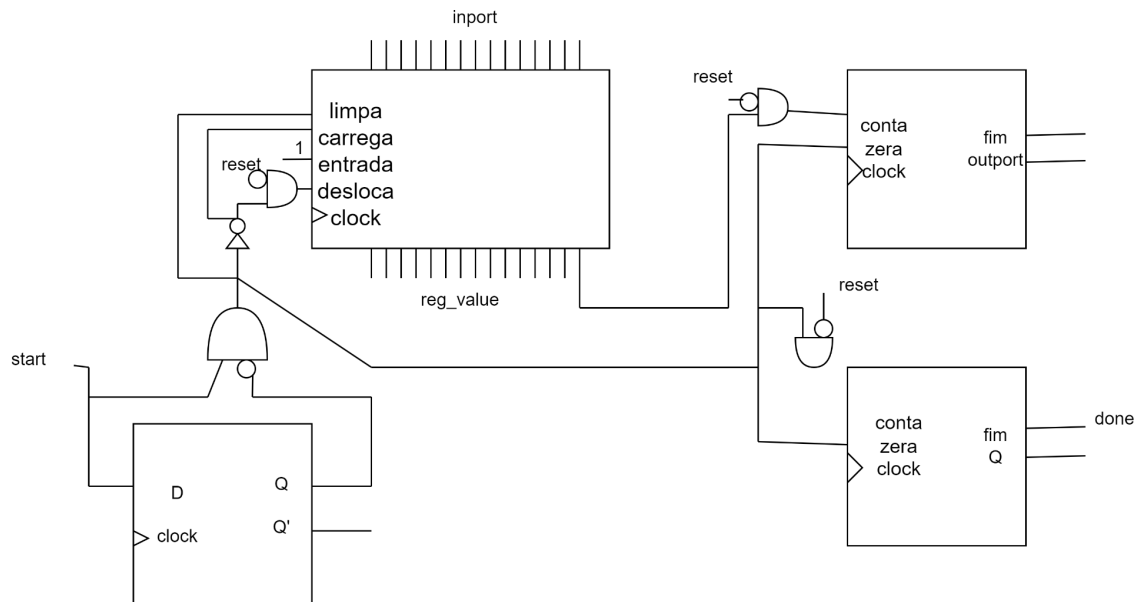 inport
reset
limpa
carrega
1
entrada
reset
desloca
clock
reg_value
conta
zera
clock
fim
outport
reset
start
D
Q
clock
Q'
conta
zera
clock
fim
Q
done